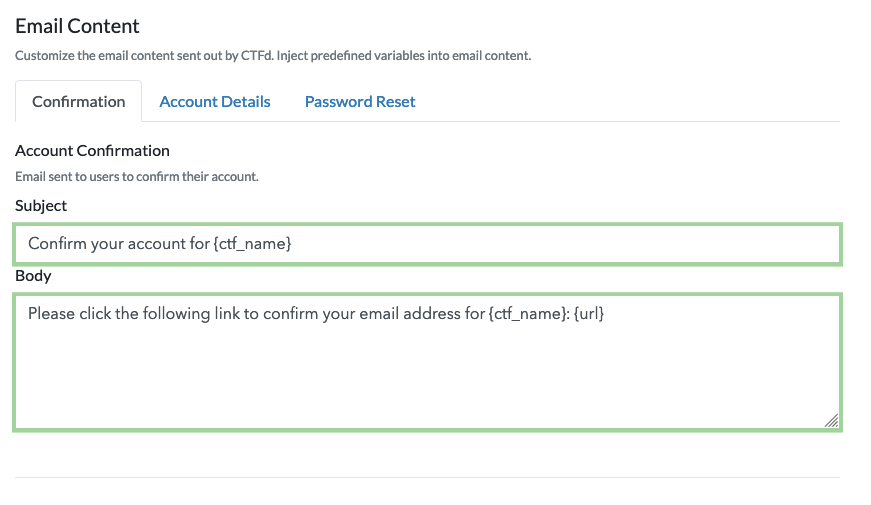 Email Content
Customize the email content sent out by CTFd. Inject predefined variables into email content.
Confirmation
Account Details
Password Reset
Account Confirmation
Email sent to users to confirm their account.
Subject
Confirm your account for {ctf_name}
Body
Please click the following link to confirm your email address for {ctf_name}: {url}